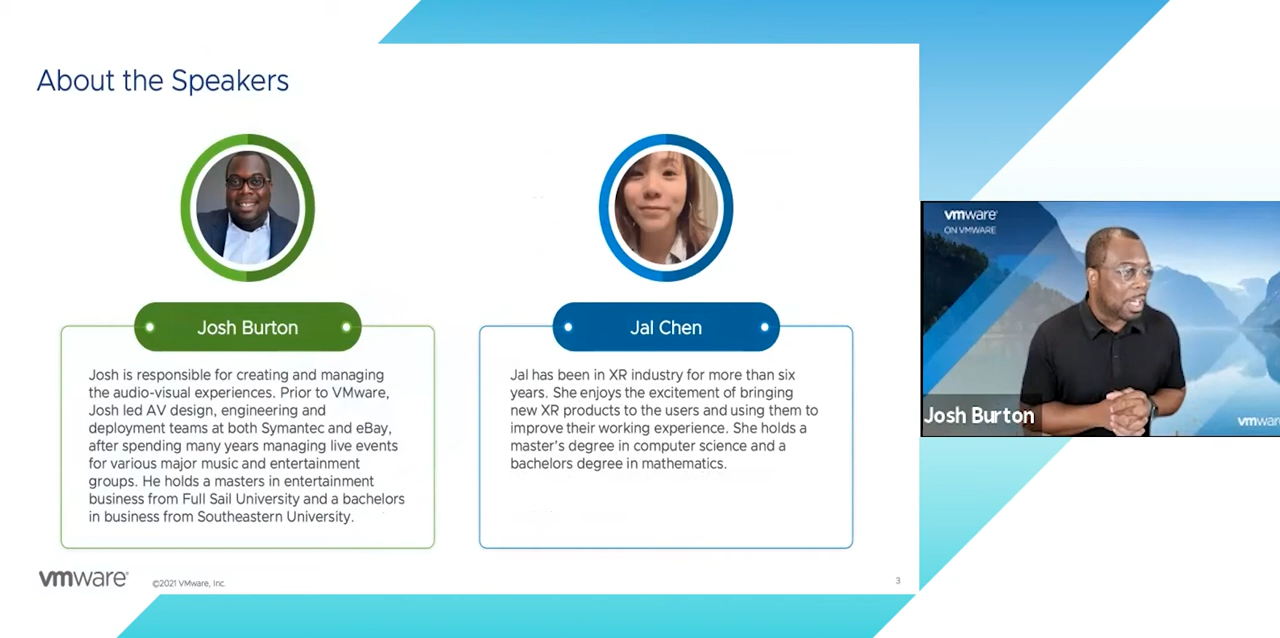 About the Speakers
Josh Burton
Josh is responsible for creating and managing
the audio-visual experiences. Prior to VMware,
Josh led AV design, engineering and
deployment teams at both Symantec and eBay,
after spending many years managing live events
for various major music and entertainment
groups. He holds a masters in entertainment
business from Full Sail University and a bachelors
in business from Southeastern University.
Jal Chen
Jal has been in XR industry for more than six
years. She enjoys the excitement of bringing
new XR products to the users and using them to
improve their working experience. She holds a
master's degree in computer science and a
bachelors degree in mathematics.
vmware®
©2021 VMware, Inc.
3
vmware®
ON VMWARE
Josh Burton
vmwar